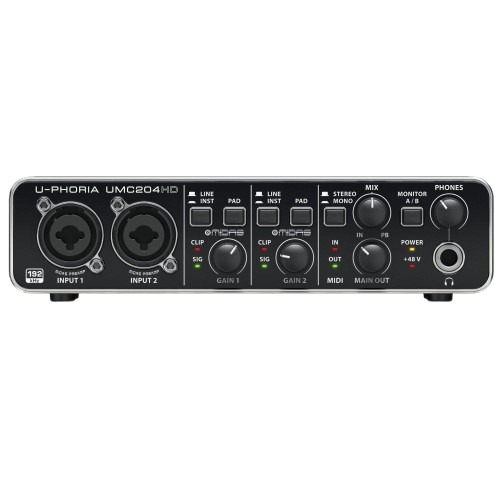 U-PHORIA UMC204HD
LINE
INST
PAD
LINE
INST
PAD
STEREO
MONO
MIX
MONITOR
A / B
PHONES
MIDAS
MIDAS
IN
PB
CLIP
SIG
CLIP
SIG
IN
OUT
POWER
+48 V
192
kHz
MIDAS PREAMP
INPUT 1
MIDAS PREAMP
INPUT 2
GAIN 1
GAIN 2
MIDI
MAIN OUT